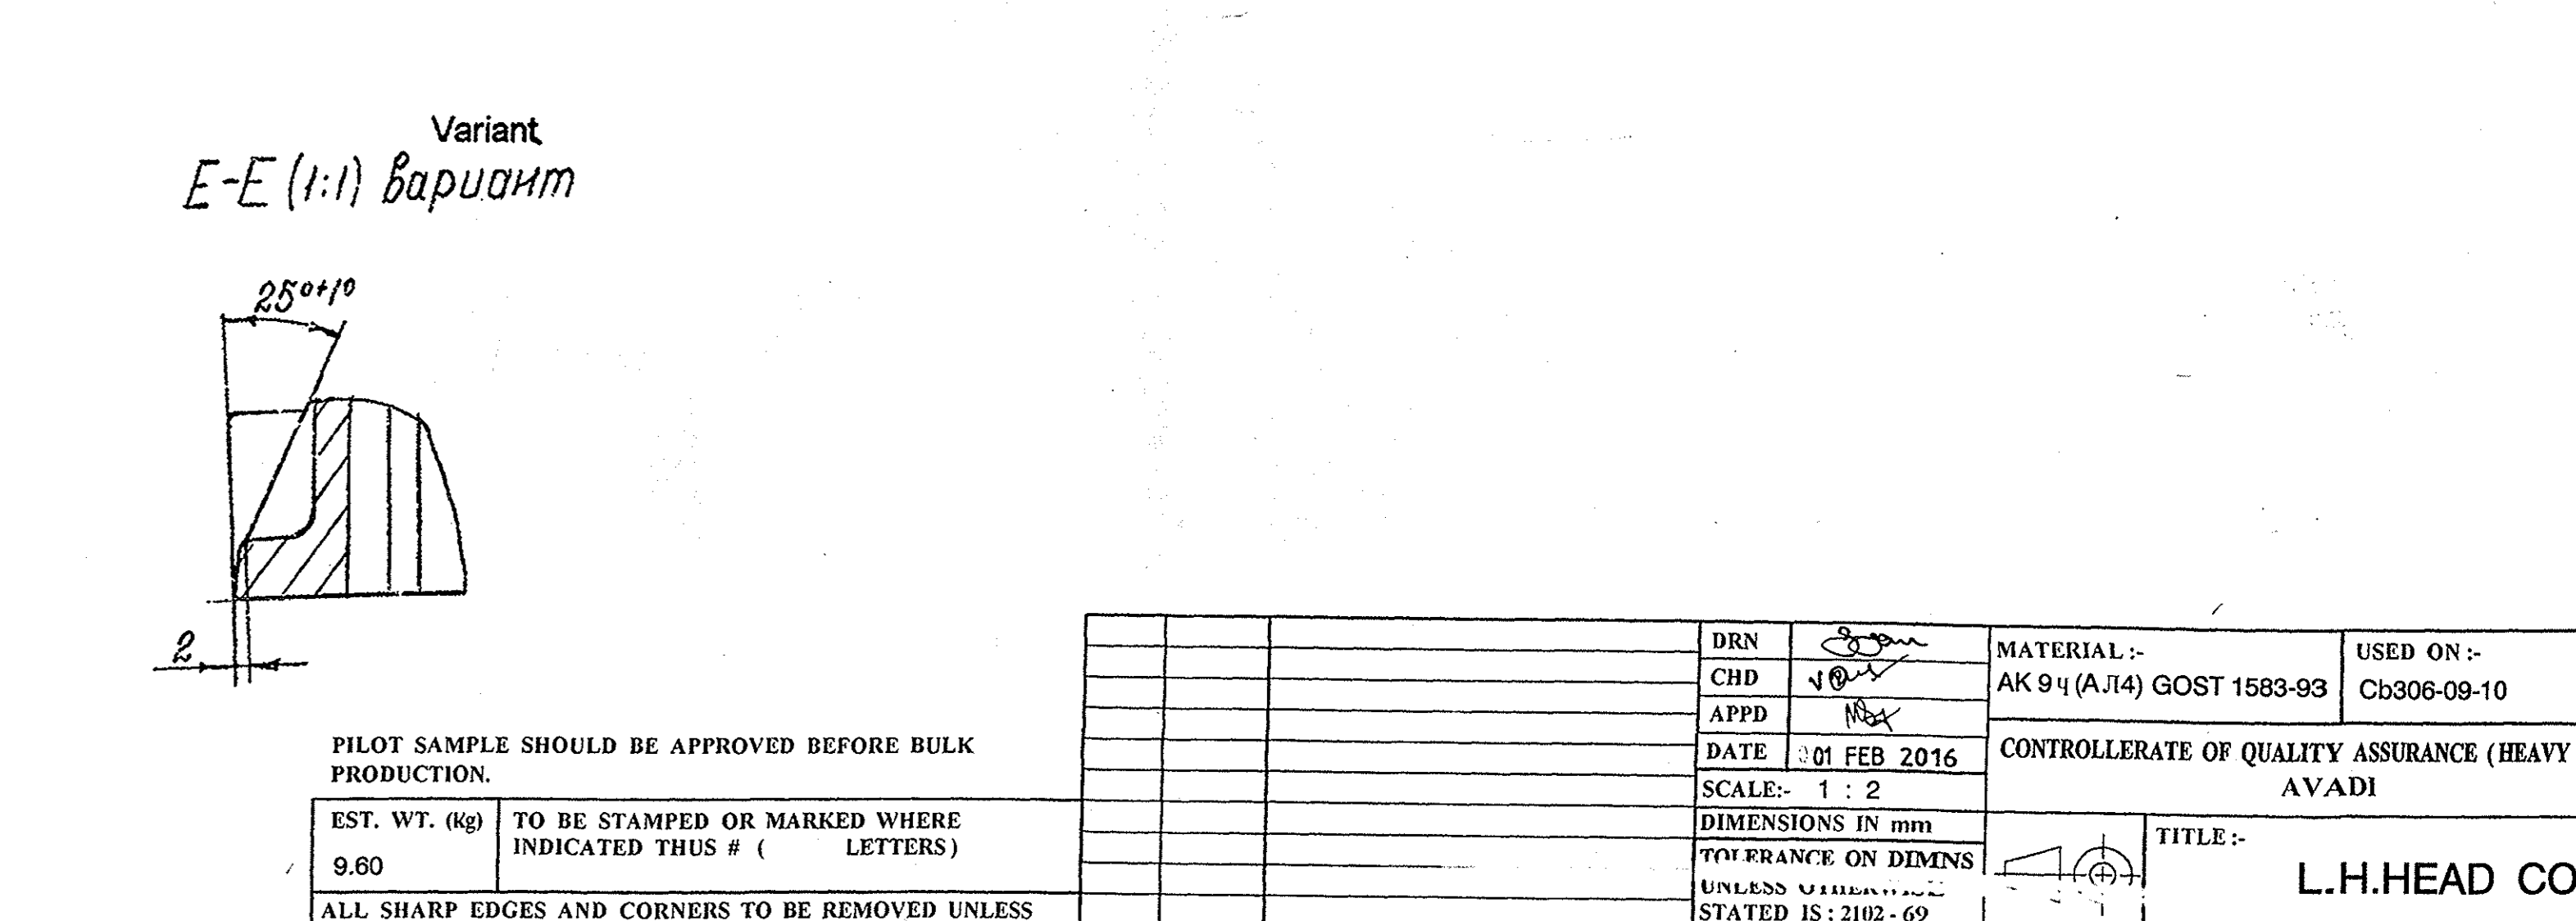 Variant
E-E (1:1) вариант
25°+1°
2
PILOT SAMPLE SHOULD BE APPROVED BEFORE BULK
PRODUCTION.
EST. WT. (Kg)
9.60
TO BE STAMPED OR MARKED WHERE
INDICATED THUS # ( LETTERS )
ALL SHARP EDGES AND CORNERS TO BE REMOVED UNLESS
DRN
CHD
APPD
DATE 01 FEB 2016
SCALE:- 1 : 2
DIMENSIONS IN mm
TOLERANCE ON DIMNS
UNLESS OTHERWISE
STATED IS : 2102 - 69
MATERIAL :-
АК 9 ч (АЛ4) GOST 1583-93
USED ON :-
Cb306-09-10
CONTROLLERATE OF QUALITY ASSURANCE (HEAVY
AVADI
TITLE :-
L.H.HEAD CO